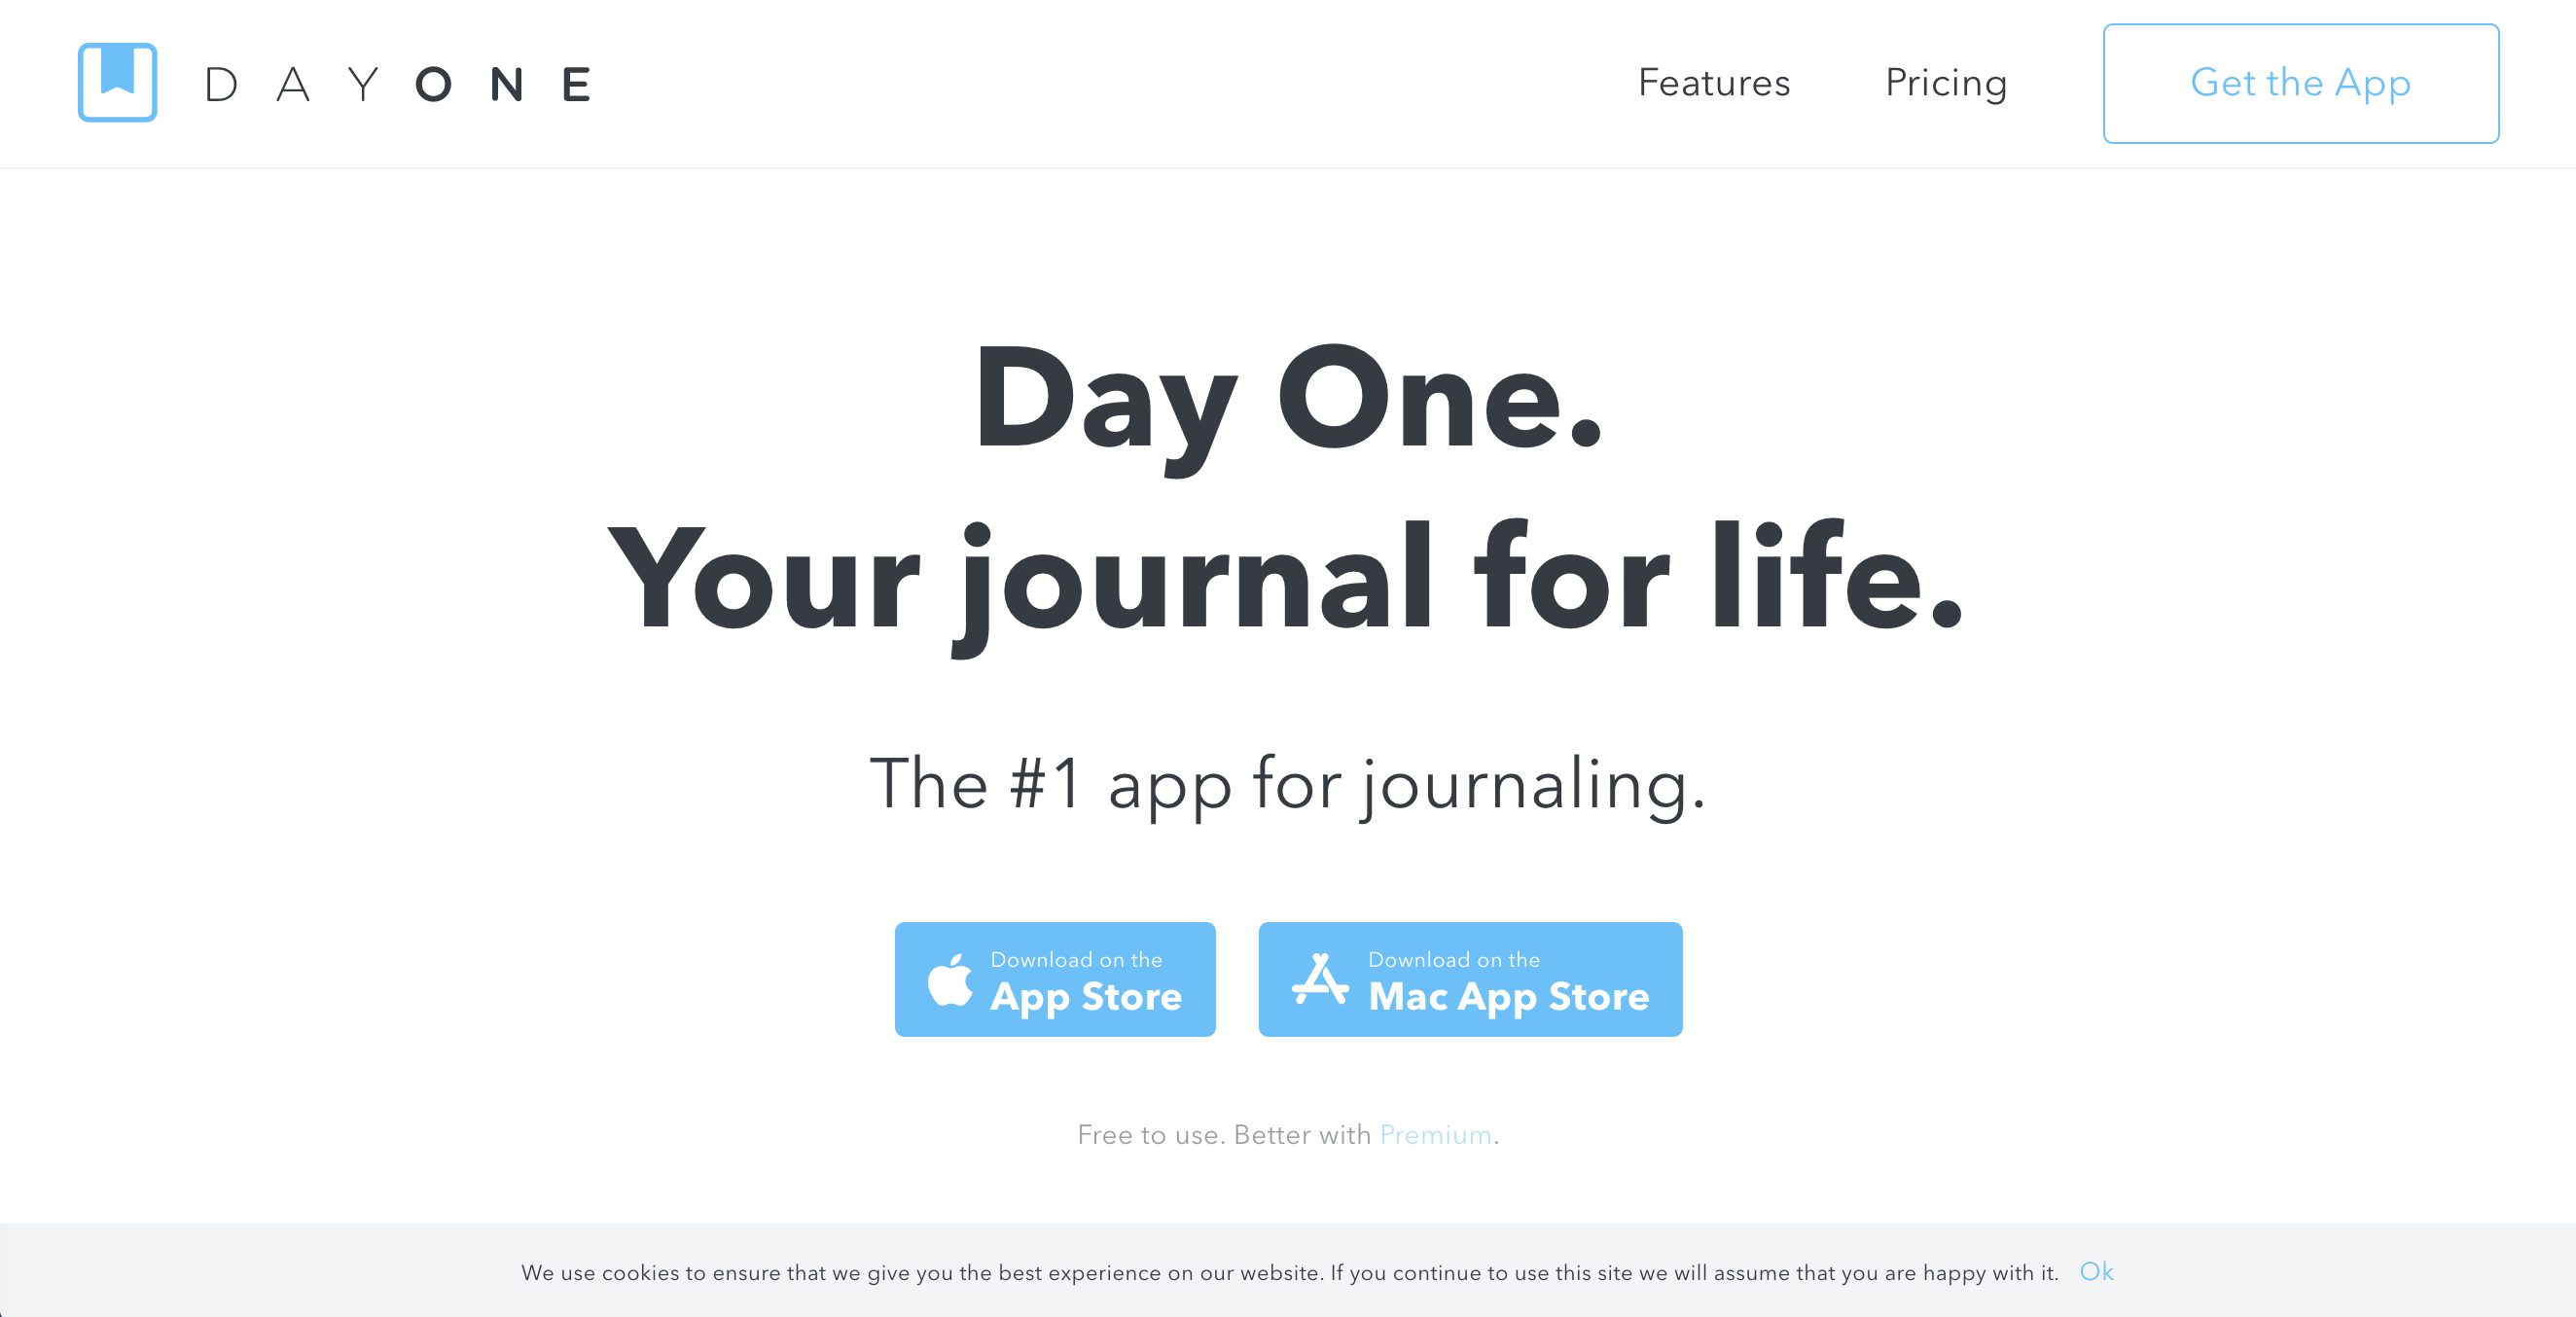 DAYONE
Features
Pricing
Get the App
Day One.
Your journal for life.
The #1 app for journaling.
Download on the
App Store
Download on the
Mac App Store
Free to use. Better with Premium.
We use cookies to ensure that we give you the best experience on our website. If you continue to use this site we will assume that you are happy with it. Ok